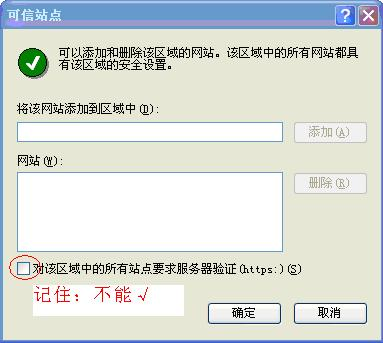 可信站点
可以添加和删除该区域的网站。该区域中的所有网站都具
有该区域的安全设置。
将该网站添加到区域中(D):
添加(A)
网站(W):
删除(R)
对该区域中的所有站点要求服务器验证(https:)(S)
记住：不能√
确定
取消